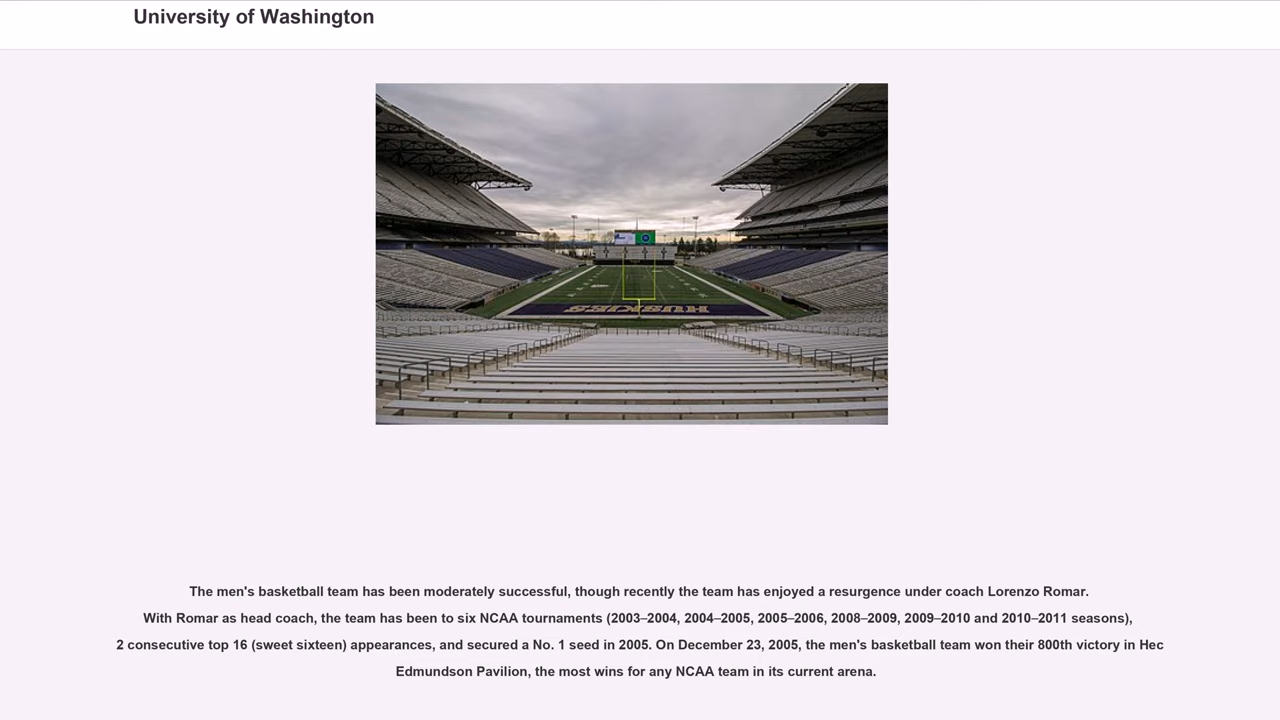 University of Washington
HUSKIES
The men's basketball team has been moderately successful, though recently the team has enjoyed a resurgence under coach Lorenzo Romar.
With Romar as head coach, the team has been to six NCAA tournaments (2003–2004, 2004–2005, 2005–2006, 2008–2009, 2009–2010 and 2010–2011 seasons),
2 consecutive top 16 (sweet sixteen) appearances, and secured a No. 1 seed in 2005. On December 23, 2005, the men's basketball team won their 800th victory in Hec
Edmundson Pavilion, the most wins for any NCAA team in its current arena.